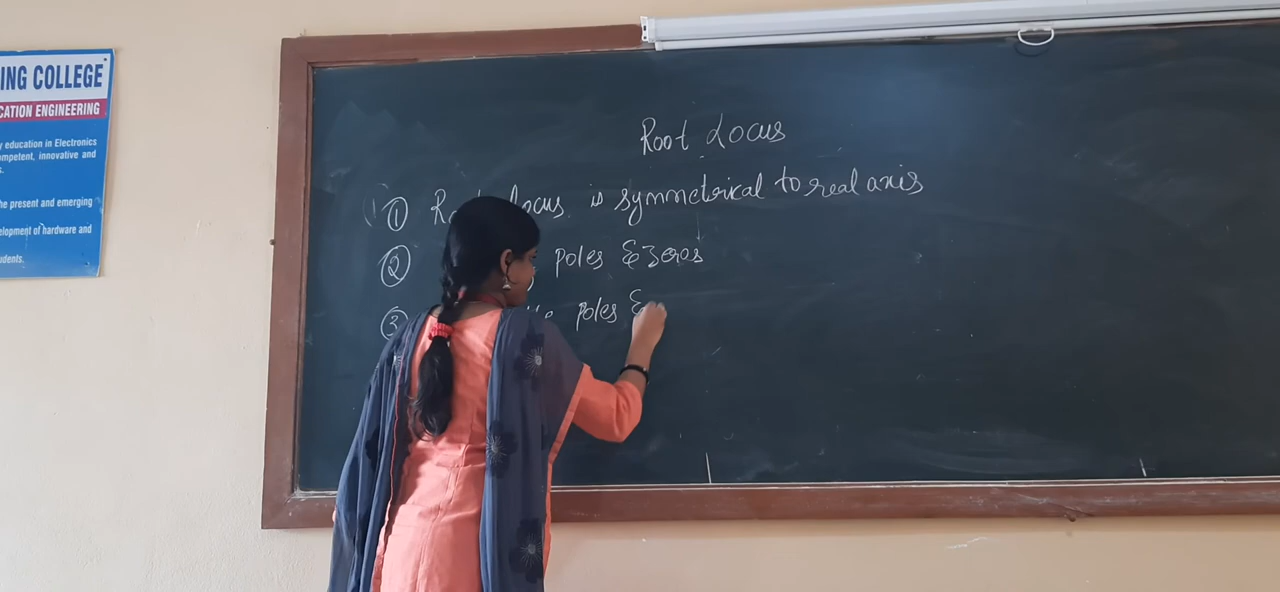 ING COLLEGE
CATION ENGINEERING
y education in Electronics
ompetent, innovative and
s.
he present and emerging
elopment of hardware and
udents.
Root Locus
① locus is symmetrical to real axis
② poles & zeros
③ poles &